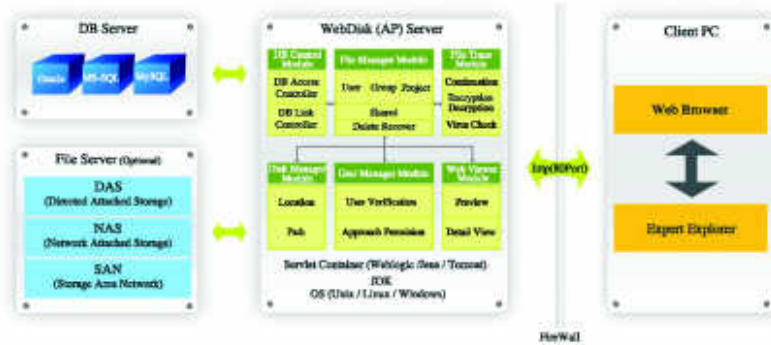 DB Server
Oracle
MS-SQL
MySQL
File Server (Optional)
DAS
(Directed Attached Storage)
NAS
(Network Attached Storage)
SAN
(Storage Area Network)
WebDisk (AP) Server
DB Control
Module
DB Access
Controller
DB Link
Controller
File Manager Module
User Group Project
Shared
Delete Recover
File Trans
Module
Continuation
Encryption
Decryption
Virus Check
Disk Manager
Module
Location
Path
User Manager Module
User Verification
Approach Permission
Web Viewer
Module
Preview
Detail View
Servlet Container (Weblogic /Jeus / Tomcat)
JDK
OS (Unix / Linux / Windows)
http(80Port)
FireWall
Client PC
Web Browser
Expert Explorer